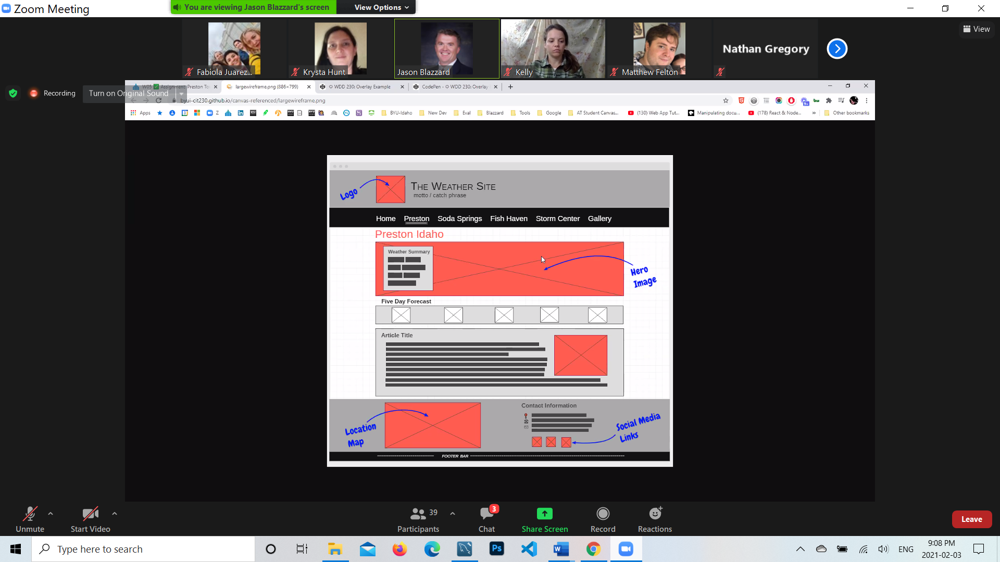 Zoom Meeting
You are viewing Jason Blazzard's screen
View Options
View
Fabiola Juarez...
Krysta Hunt
Jason Blazzard
Kelly
Matthew Felton
Nathan Gregory
Recording
Turn on Original Sound
W05 Assignment: Preston To
largewireframe.png (886×799)
WDD 230: Overlay Example
CodePen - WDD 230: Overlay
byui-cit230.github.io/canvas-referenced/largewireframe.png
Apps
Z
BYU-Idaho
New Dev
Eval
Blazzard
Tools
Google
AT Student Canvas...
(130) Web App Tut...
Manipulating docu...
(178) React & Node...
»
Other bookmarks
Logo
The Weather Site
motto / catch phrase
Home Preston Soda Springs Fish Haven Storm Center Gallery
Preston Idaho
Weather Summary
Hero
Image
Five Day Forecast
Article Title
Location
Map
Contact Information
Social Media
Links
FOOTER BAR
Unmute
Start Video
39
Participants
3
Chat
Share Screen
Record
Reactions
Leave
Type here to search
Ps
W
ENG
9:08 PM
2021-02-03